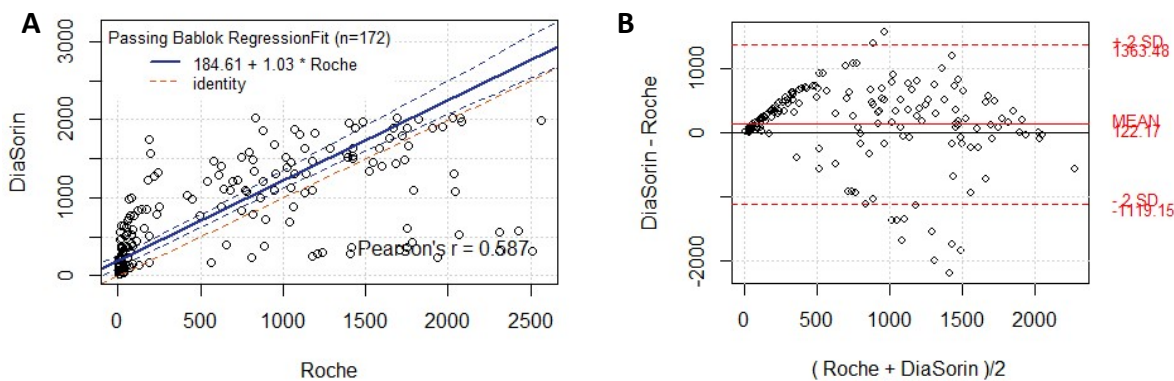 A
Passing Bablok RegressionFit (n=172)
184.61 + 1.03 * Roche
identity
Pearson's r = 0.587
DiaSorin
0 1000 2000 3000
0 500 1000 1500 2000 2500
Roche
B
+ 2 SD
1363.48
MEAN
122.17
- 2 SD
-1119.15
DiaSorin - Roche
-2000 0 1000
0 500 1000 1500 2000
( Roche + DiaSorin )/2